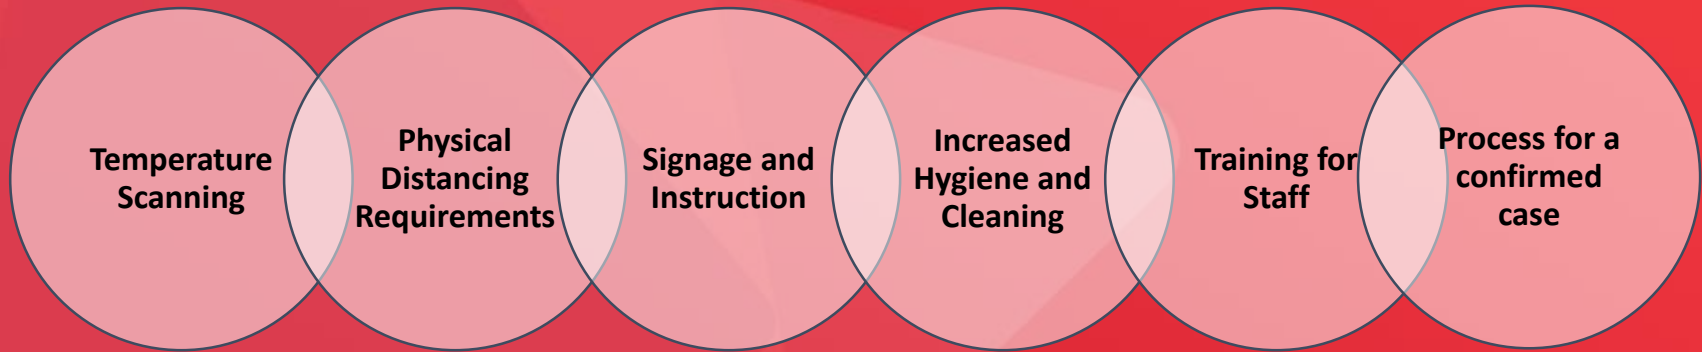 Temperature
Scanning
Physical
Distancing
Requirements
Signage and
Instruction
Increased
Hygiene and
Cleaning
Training for
Staff
Process for a
confirmed
case